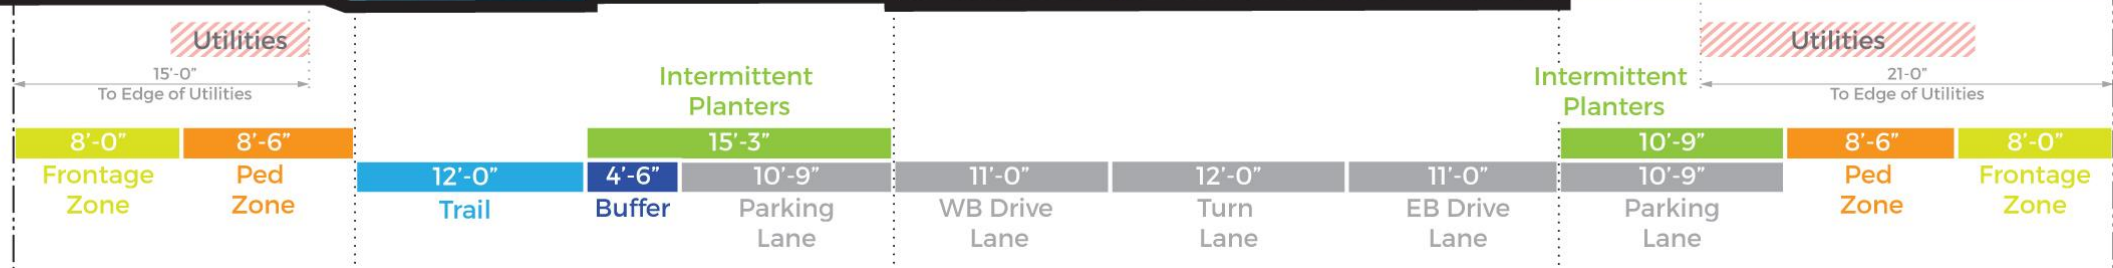 Utilities
Utilities
15'-0"
To Edge of Utilities
Intermittent
Planters
Intermittent
Planters
21-0"
To Edge of Utilities
8'-0"
8'-6"
15'-3"
10'-9"
8'-6"
8'-0"
Frontage
Zone
Ped
Zone
12'-0"
4'-6"
10'-9"
11'-0"
12'-0"
11'-0"
10'-9"
Ped
Zone
Frontage
Zone
Trail
Buffer
Parking
Lane
WB Drive
Lane
Turn
Lane
EB Drive
Lane
Parking
Lane